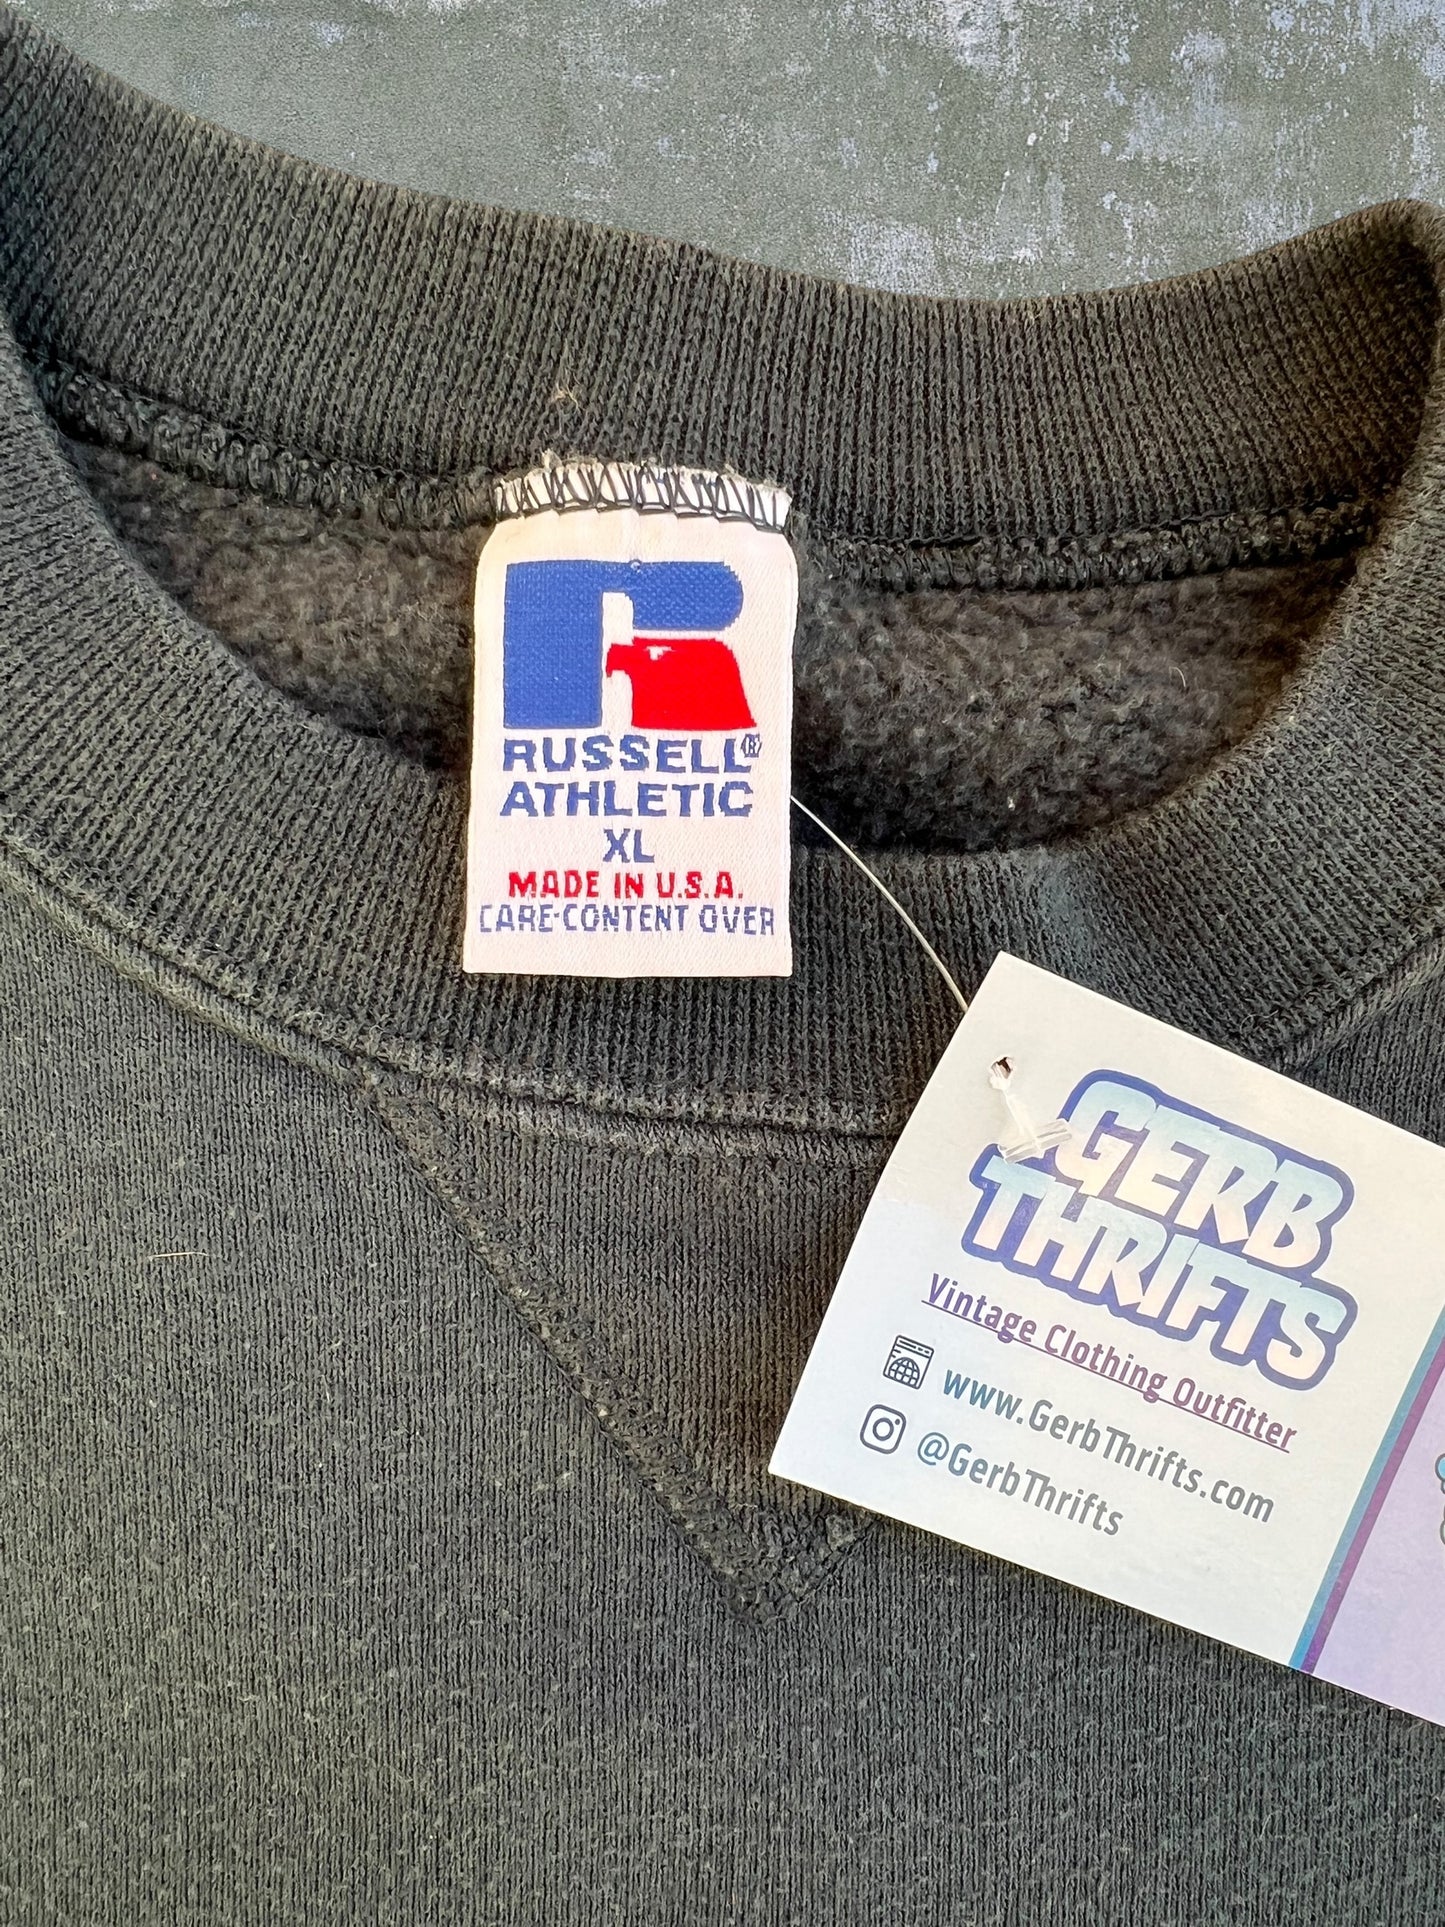 R
RUSSELL®
ATHLETIC
XL
MADE IN U.S.A.
CARE-CONTENT OVER
GERB
THRIFTS
Vintage Clothing Outfitter
www.GerbThrifts.com
@GerbThrifts